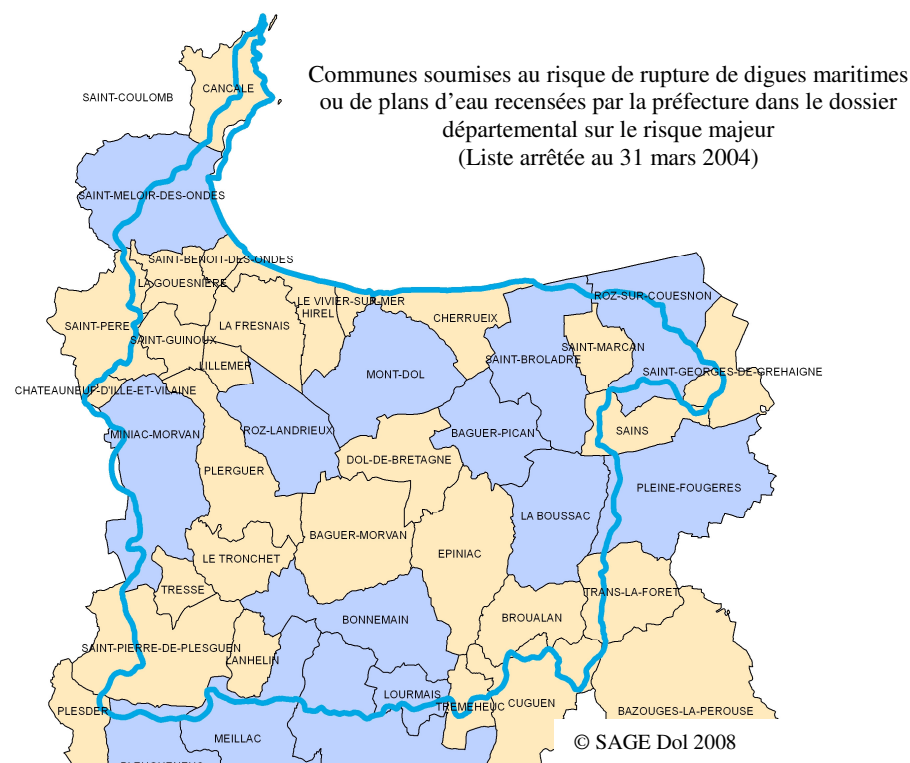 Communes soumises au risque de rupture de digues maritimes
ou de plans d'eau recensées par la préfecture dans le dossier
départemental sur le risque majeur
(Liste arrêtée au 31 mars 2004)
CANCALE
SAINT-COULOMB
SAINT-MELOIR-DES-ONDES
SAINT-BENOIT-DES-ONDES
LA GOUESNIERE
ROZ-SUR-COUESNON
LE VIVIER-SUR-MER
HIREL
CHERRUEIX
SAINT-PERE
LA FRESNAIS
SAINT-GUINOUX
SAINT-MARCAN
SAINT-BROLADRE
LILLEMER
MONT-DOL
SAINT-GEORGES-DE-GREHAIGNE
CHATEAUNEUF-D'ILLE-ET-VILAINE
MINIAC-MORVAN
ROZ-LANDRIEUX
BAGUER-PICAN
SAINS
DOL-DE-BRETAGNE
PLERGUER
PLEINE-FOUGERES
LA BOUSSAC
BAGUER-MORVAN
EPINIAC
LE TRONCHET
TRESSE
TRANS-LA-FORET
BONNEMAIN
BROUALAN
SAINT-PIERRE-DE-PLESGUEN
LANHELIN
LOURMAIS
TREMEHEUC
CUGUEN
PLESDER
BAZOUGES-LA-PEROUSE
MEILLAC
© SAGE Dol 2008